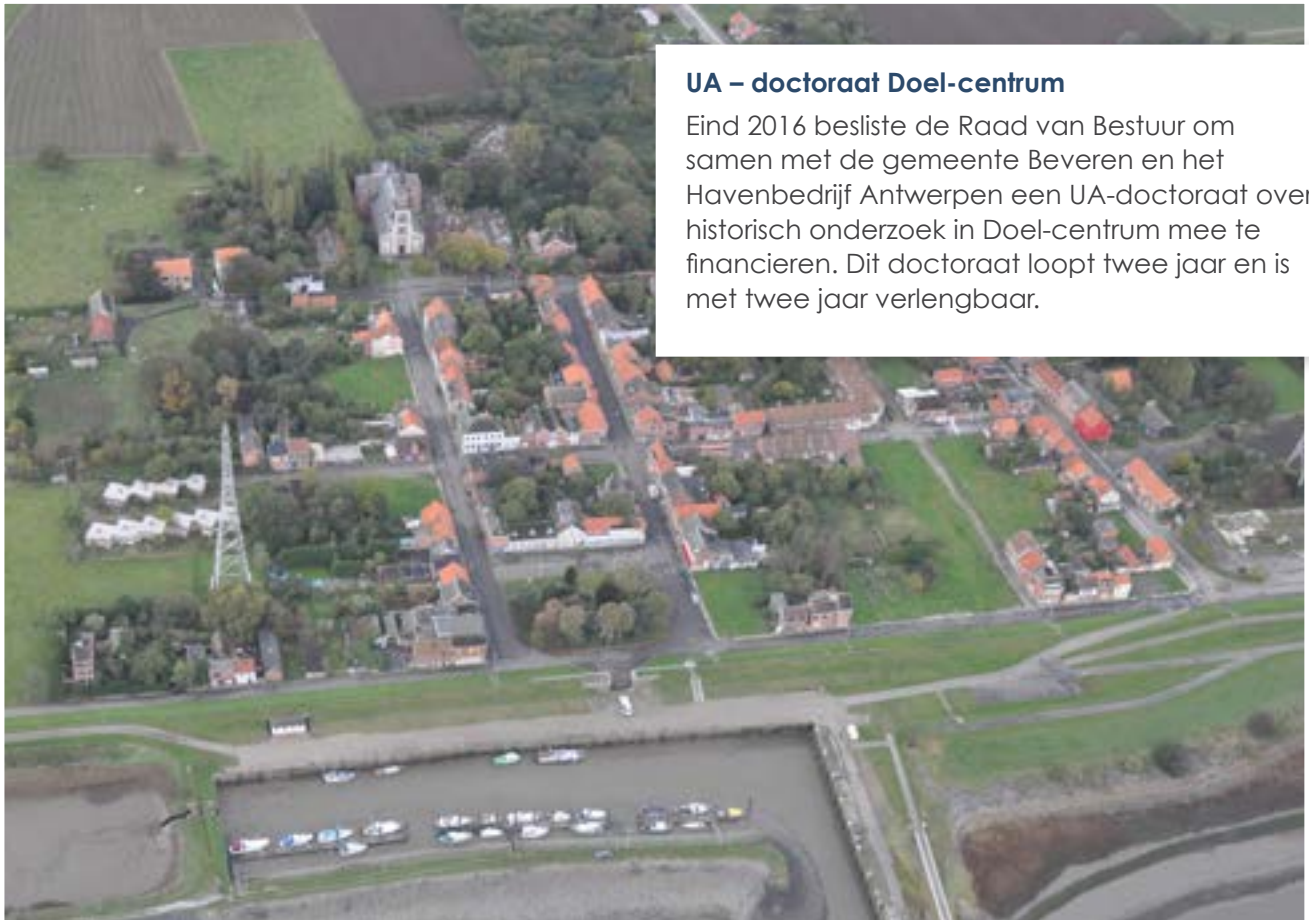 UA – doctoraat Doel-centrum
Eind 2016 besliste de Raad van Bestuur om
samen met de gemeente Beveren en het
Havenbedrijf Antwerpen een UA-doctoraat over
historisch onderzoek in Doel-centrum mee te
financieren. Dit doctoraat loopt twee jaar en is
met twee jaar verlengbaar.